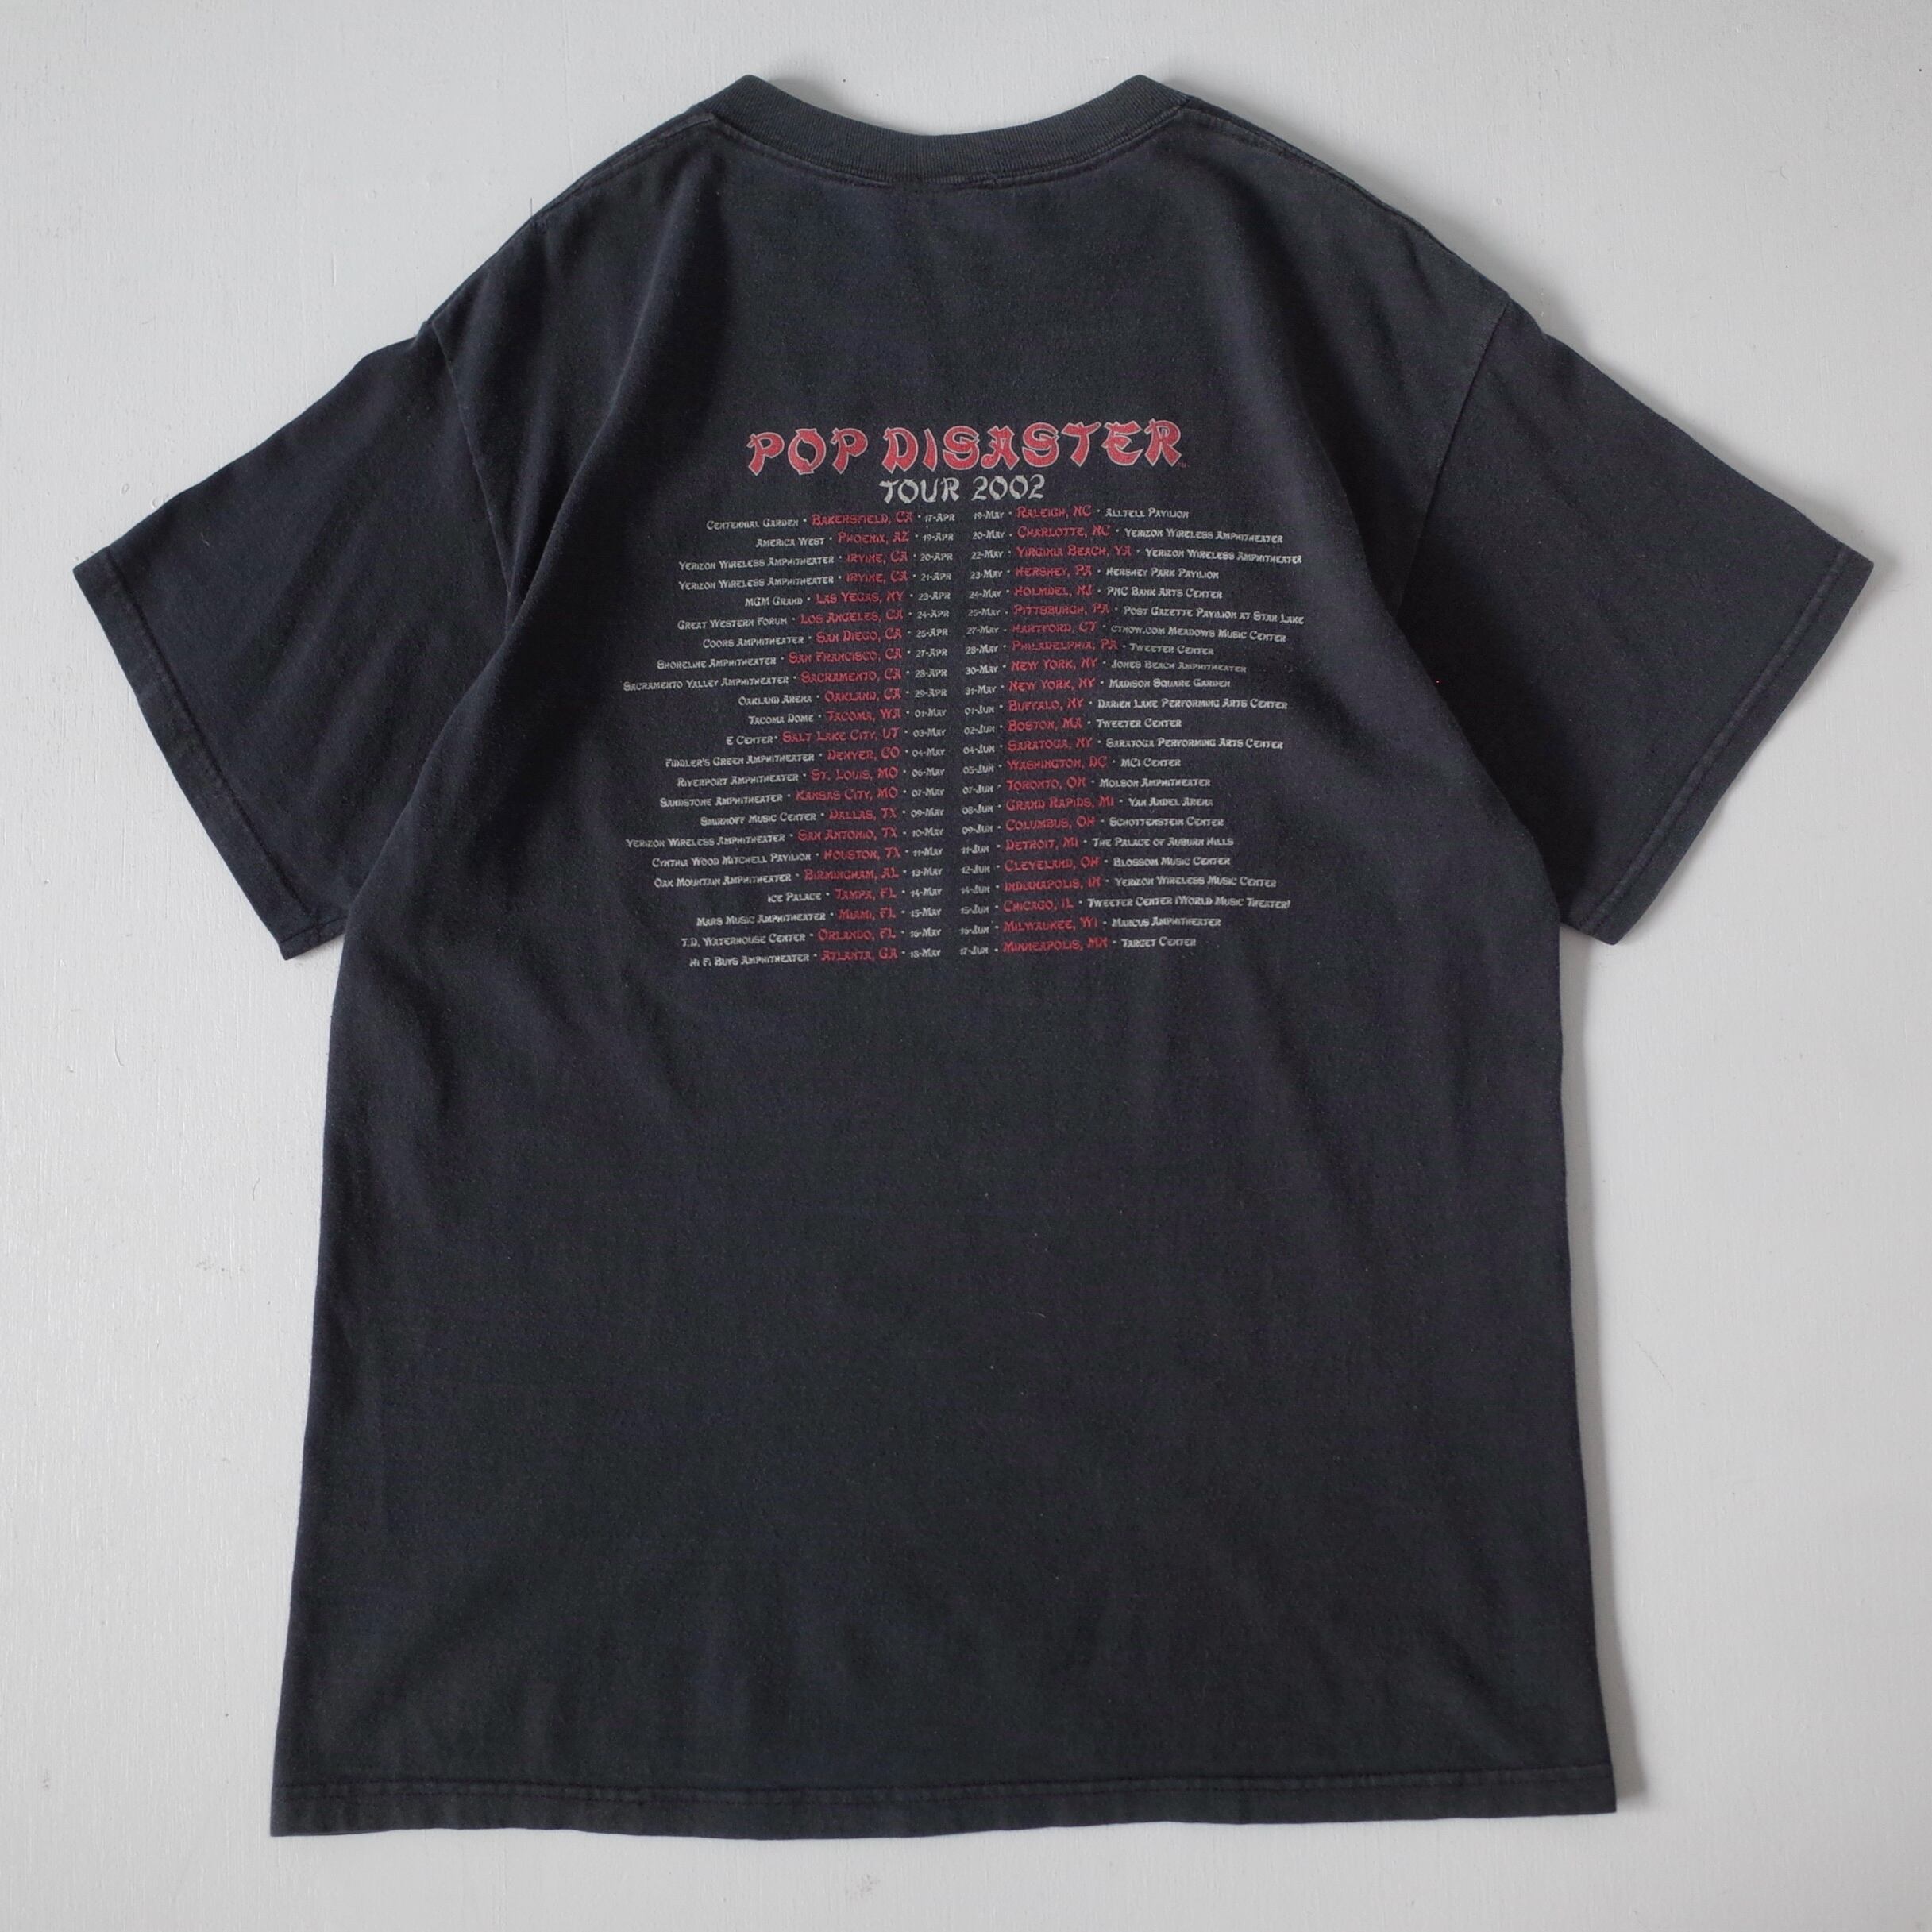 POP DISASTER
TOUR 2002
CENTENNIAL GARDEN • BAKERSFIELD, CA • 17-APR
AMERICA WEST • PHOENIX, AZ • 19-APR
VERIZON WIRELESS AMPHITHEATER • IRVINE, CA • 20-APR
VERIZON WIRELESS AMPHITHEATER • IRVINE, CA • 21-APR
MGM GRAND • LAS VEGAS, NV • 23-APR
GREAT WESTERN FORUM • LOS ANGELES, CA • 24-APR
COORS AMPHITHEATER • SAN DIEGO, CA • 25-APR
SHORELINE AMPHITHEATER • SAN FRANCISCO, CA • 27-APR
SACRAMENTO VALLEY AMPHITHEATER • SACRAMENTO, CA • 28-APR
OAKLAND ARENA • OAKLAND, CA • 29-APR
TACOMA DOME • TACOMA, WA • 01-MAY
E CENTER • SALT LAKE CITY, UT • 03-MAY
FIDDLER'S GREEN AMPHITHEATER • DENVER, CO • 04-MAY
RIVERPORT AMPHITHEATER • ST. LOUIS, MO • 06-MAY
SANDSTONE AMPHITHEATER • KANSAS CITY, MO • 07-MAY
SMIRNOFF MUSIC CENTER • DALLAS, TX • 09-MAY
VERIZON WIRELESS AMPHITHEATER • SAN ANTONIO, TX • 10-MAY
CYNTHIA WOOD MITCHELL PAVILION • HOUSTON, TX • 11-MAY
OAK MOUNTAIN AMPHITHEATER • BIRMINGHAM, AL • 13-MAY
ICE PALACE • TAMPA, FL • 14-MAY
MARS MUSIC AMPHITHEATER • MIAMI, FL • 15-MAY
T.D. WATERHOUSE CENTER • ORLANDO, FL • 16-MAY
HI FI BUYS AMPHITHEATER • ATLANTA, GA • 18-MAY
19-MAY • RALEIGH, NC • ALLTELL PAVILION
20-MAY • CHARLOTTE, NC • VERIZON WIRELESS AMPHITHEATER
22-MAY • VIRGINIA BEACH, VA • VERIZON WIRELESS AMPHITHEATER
23-MAY • HERSHEY, PA • HERSHEY PARK PAVILION
24-MAY • HOLMDEL, NJ • PNC BANK ARTS CENTER
25-MAY • PITTSBURGH, PA • POST GAZETTE PAVILION AT STAR LAKE
27-MAY • HARTFORD, CT • CTNOW.COM MEADOWS MUSIC CENTER
28-MAY • PHILADELPHIA, PA • TWEETER CENTER
30-MAY • NEW YORK, NY • JONES BEACH AMPHITHEATER
31-MAY • NEW YORK, NY • MADISON SQUARE GARDEN
01-JUN • BUFFALO, NY • DARIEN LAKE PERFORMING ARTS CENTER
02-JUN • BOSTON, MA • TWEETER CENTER
04-JUN • SARATOGA, NY • SARATOGA PERFORMING ARTS CENTER
05-JUN • WASHINGTON, DC • MCI CENTER
07-JUN • TORONTO, ON • MOLSON AMPHITHEATER
08-JUN • GRAND RAPIDS, MI • VAN ANDEL ARENA
09-JUN • COLUMBUS, OH • SCHOTTENSTEIN CENTER
11-JUN • DETROIT, MI • THE PALACE OF AUBURN HILLS
12-JUN • CLEVELAND, OH • BLOSSOM MUSIC CENTER
14-JUN • INDIANAPOLIS, IN • VERIZON WIRELESS MUSIC CENTER
15-JUN • CHICAGO, IL • TWEETER CENTER (WORLD MUSIC THEATER)
16-JUN • MILWAUKEE, WI • MARCUS AMPHITHEATER
17-JUN • MINNEAPOLIS, MN • TARGET CENTER